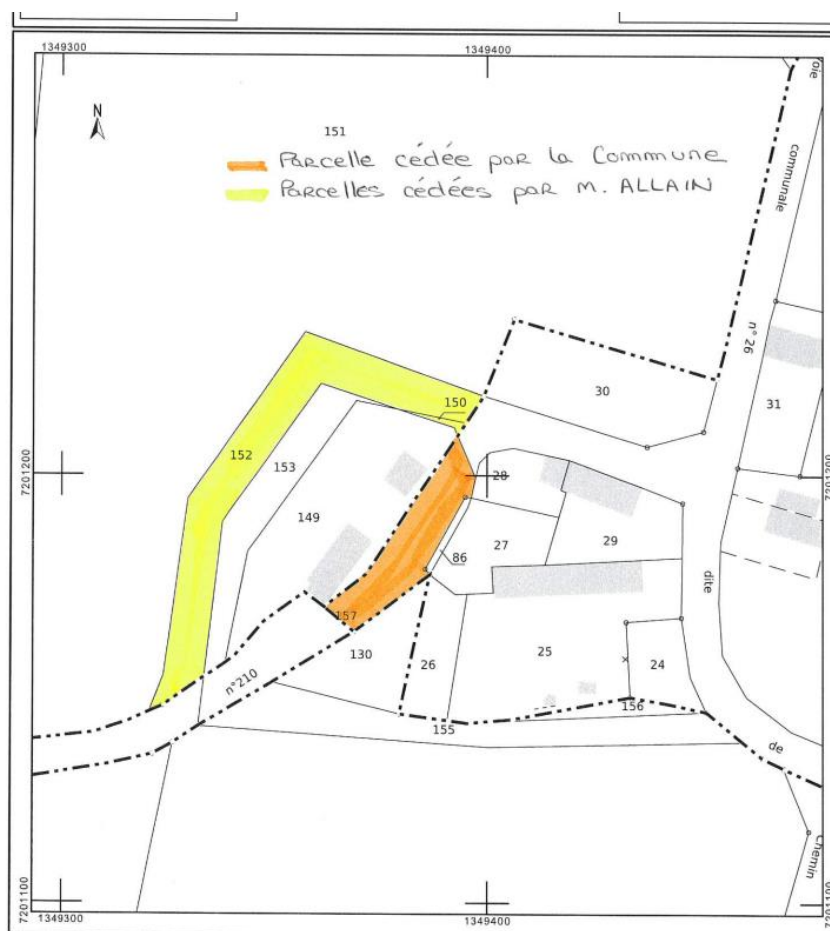 1349300
1349400
N
151
Parcelle cédée par la Commune
Parcelles cédées par M. ALLAIN
voie
communale
n° 26
30
31
150
152
153
7201200
7201200
28
149
86
27
29
157
dite
130
n°210
26
25
24
156
155
de
Chemin
7201100
7201100
1349300
1349400